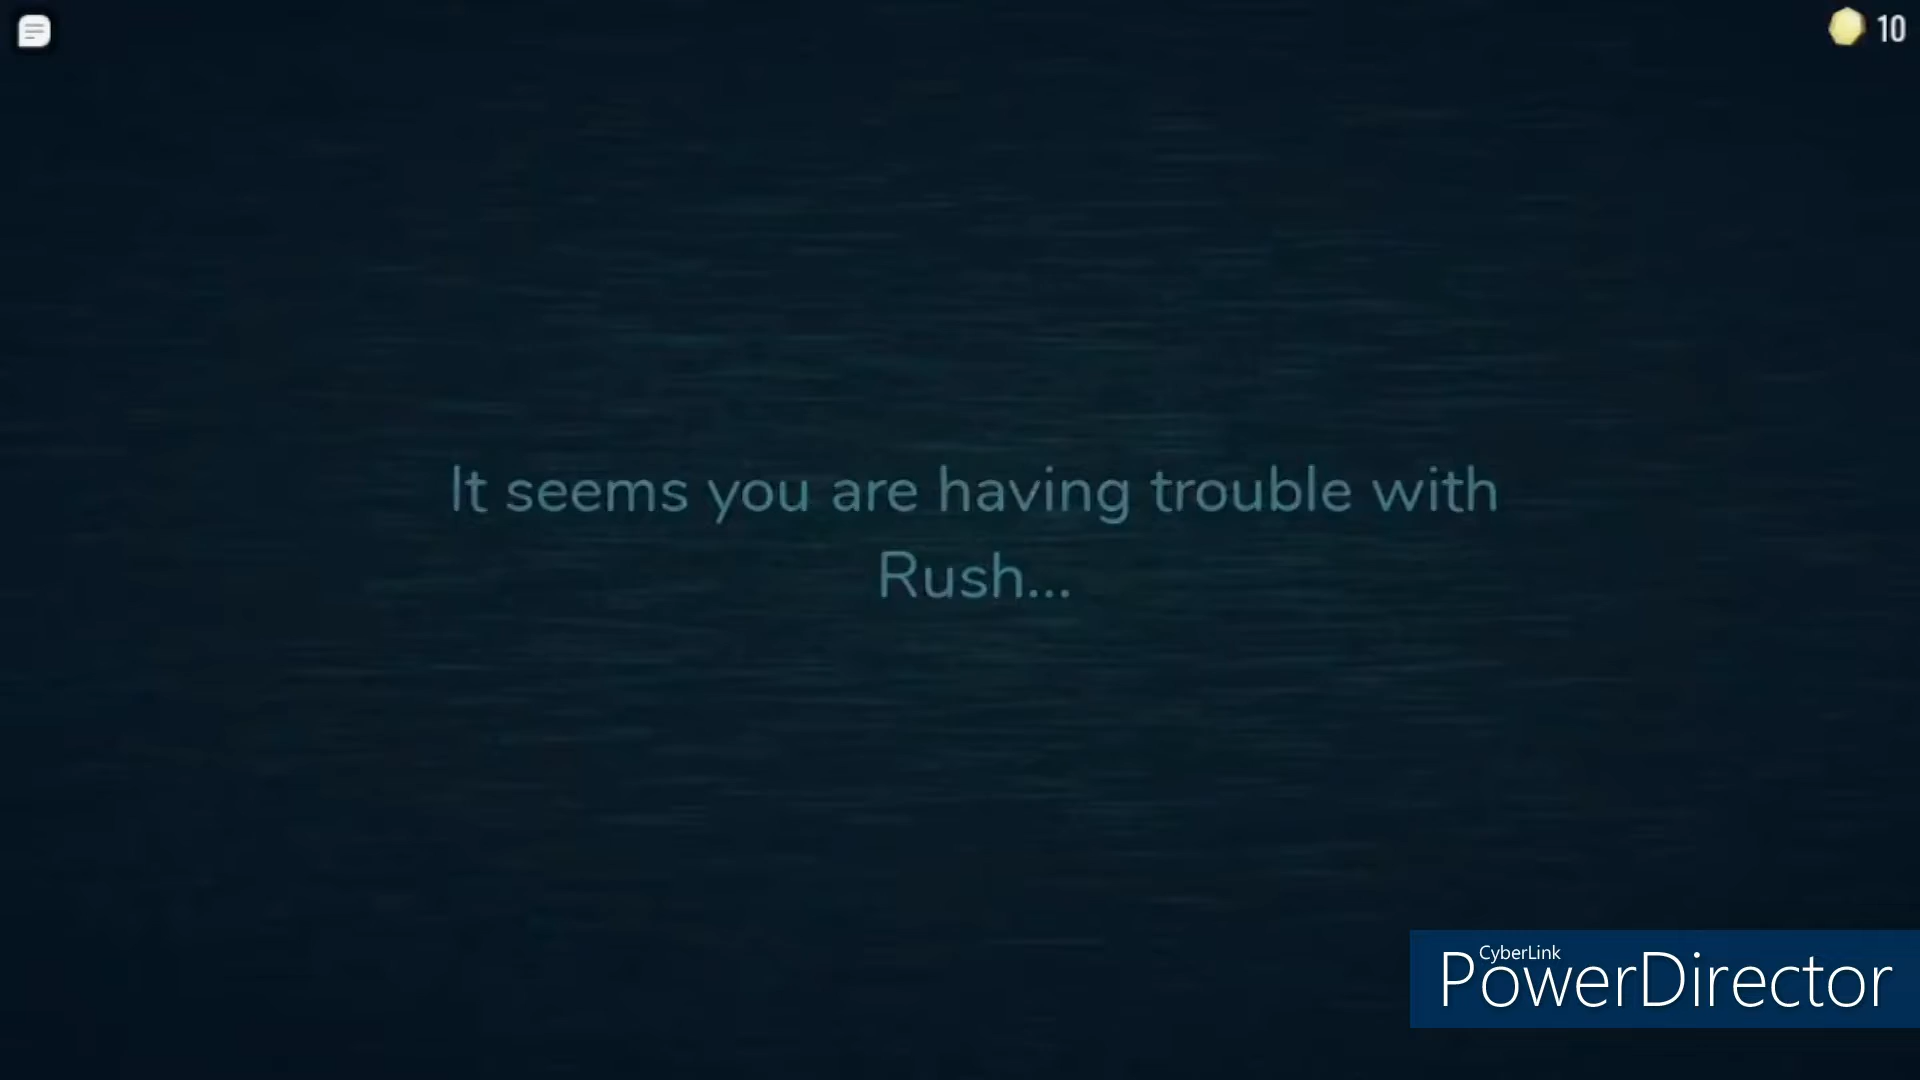 10
It seems you are having trouble with
Rush...
CyberLink
PowerDirector